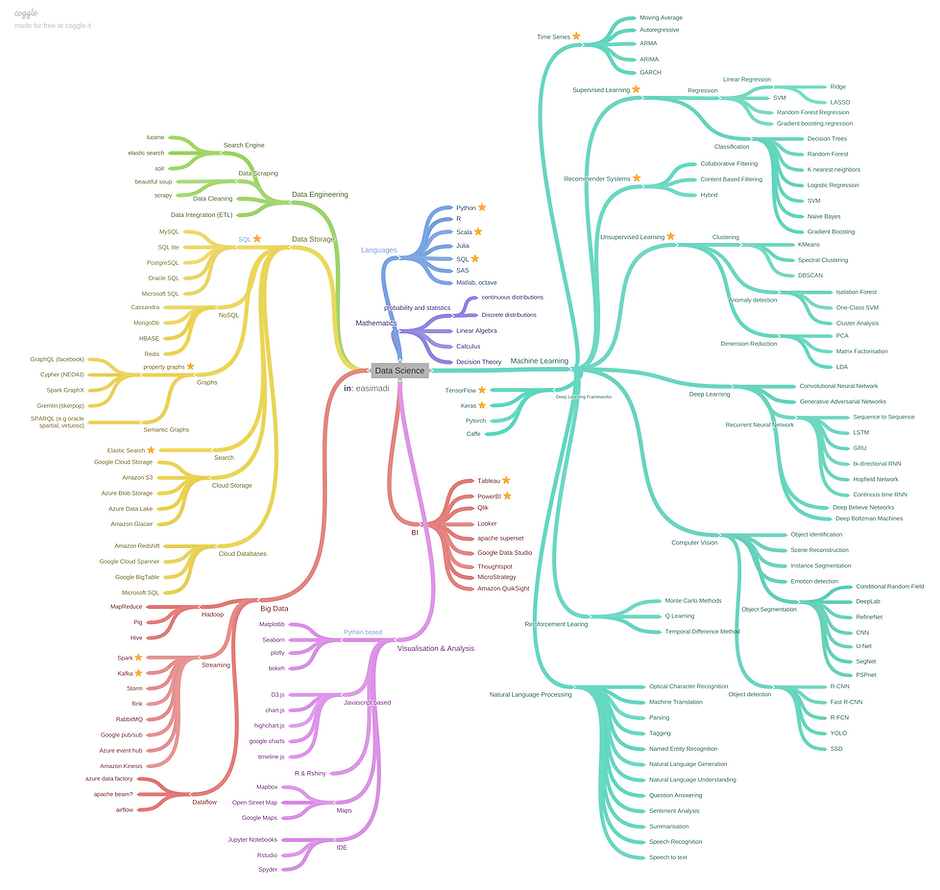 coggle
made for free at coggle.it
Data Science
in: easimadi
Data Engineering
Search Engine
lucene
elastic search
solr
Data Scraping
beautiful soup
scrapy
Data Cleaning
Data Integration (ETL)
Data Storage
SQL
MySQL
SQL lite
PostgreSQL
Oracle SQL
Microsoft SQL
NoSQL
Cassandra
MongoDb
HBASE
Redis
Graphs
property graphs
GraphQL (facebook)
Cypher (NEO42)
Spark GraphX
Gremlin (tikerpop)
Semantic Graphs
SPARQL (e.g oracle
spatial, virtuoso)
Search
Elastic Search
Cloud Storage
Google Cloud Storage
Amazon S3
Azure Blob Storage
Azure Data Lake
Amazon Glacier
Cloud Databases
Amazon Redshift
Google Cloud Spanner
Google BigTable
Microsoft SQL
Big Data
Hadoop
MapReduce
Pig
Hive
Streaming
Spark
Kafka
Storm
flink
RabbitMQ
Google pub/sub
Azure event hub
Amazon Kinesis
Dataflow
azure data factory
apache beam?
airflow
Languages
Python
R
Scala
Julia
SQL
SAS
Matlab, octave
Mathematics
probability and statistics
continuous distributions
Discrete distributions
Linear Algebra
Calculus
Decision Theory
BI
Tableau
PowerBI
Qlik
Looker
apache superset
Google Data Studio
Thoughtspot
MicroStrategy
Amazon QuikSight
Visualisation & Analysis
Python based
Matplotlib
Seaborn
plotly
bokeh
Javascript based
D3.js
chart.js
highchart.js
google charts
timeline.js
R & Rshiny
Maps
Mapbox
Open Street Map
Google Maps
IDE
Jupyter Notebooks
Rstudio
Spyder
Machine Learning
Time Series
Moving Average
Autoregressive
ARMA
ARIMA
GARCH
Supervised Learning
Regression
Linear Regression
Ridge
LASSO
SVM
Random Forest Regression
Gradient boosting regression
Classification
Decision Trees
Random Forest
K nearest neighbors
Logistic Regression
SVM
Naive Bayes
Gradient Boosting
Recommender Systems
Collaborative Filtering
Content Based Filtering
Hybrid
Unsupervised Learning
Clustering
KMeans
Spectral Clustering
DBSCAN
Anomaly detection
Isolation Forest
One-Class SVM
Cluster Analysis
Dimension Reduction
PCA
Matrix Factorisation
LDA
Deep Learning Frameworks
TensorFlow
Keras
Pytorch
Caffe
Deep Learning
Convolutional Neural Network
Generative Adversarial Networks
Recurrent Neural Network
Sequence to Sequence
LSTM
GRU
bi-directional RNN
Hopfield Network
Continous time RNN
Deep Believe Networks
Deep Boltzman Machines
Computer Vision
Object identification
Scene Reconstruction
Instance Segmentation
Emotion detection
Object Segmentation
Conditional Random Field
DeepLab
RefineNet
CNN
U-Net
SegNet
PSPnet
Object detection
R-CNN
Fast R-CNN
R-FCN
YOLO
SSD
Reinforcement Learing
Monte Carlo Methods
Q Learning
Temporal Difference Method
Natural Language Processing
Optical Character Recognition
Machine Translation
Parsing
Tagging
Named Entity Recognition
Natural Language Generation
Natural Language Understanding
Question Answering
Sentiment Analysis
Summarisation
Speech Recognition
Speech to text